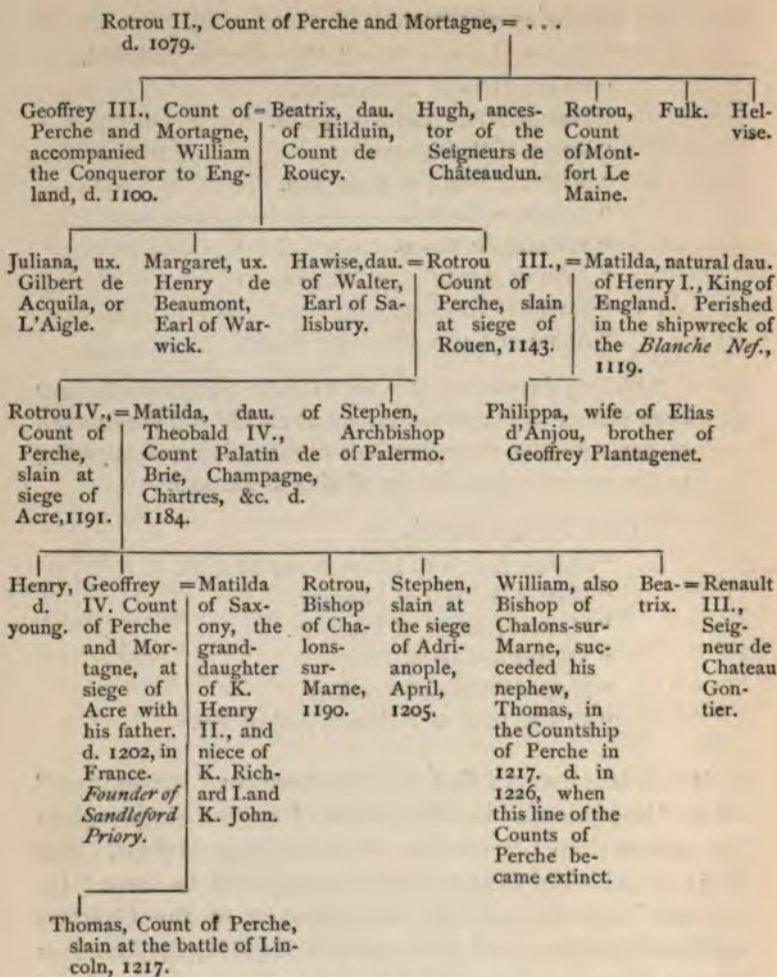 Rotrou II., Count of Perche and Mortagne, = . . .
d. 1079.
Geoffrey III., Count of
Perche and Mortagne,
accompanied William
the Conqueror to Eng-
land, d. 1100.
= Beatrix, dau.
of Hilduin,
Count de
Roucy.
Hugh, ances-
tor of the
Seigneurs de
Châteaudun.
Rotrou,
Count
of Mont-
fort Le
Maine.
Fulk.
Hel-
vise.
Juliana, ux.
Gilbert de
Acquila, or
L'Aigle.
Margaret, ux.
Henry de
Beaumont,
Earl of War-
wick.
Hawise, dau.
of Walter,
Earl of Sa-
lisbury.
= Rotrou III.,
Count of
Perche, slain
at siege of
Rouen, 1143.
= Matilda, natural dau.
of Henry I., King of
England. Perished
in the shipwreck of
the Blanche Nef.,
1119.
Rotrou IV.,
Count of
Perche,
slain at
siege of
Acre, 1191.
= Matilda, dau. of
Theobald IV.,
Count Palatin de
Brie, Champagne,
Chartres, &c. d.
1184.
Stephen,
Archbishop
of Palermo.
Philippa, wife of Elias
d'Anjou, brother of
Geoffrey Plantagenet.
Henry,
d.
young.
Geoffrey
IV. Count
of Perche
and Mor-
tagne, at
siege of
Acre with
his father.
d. 1202, in
France.
Founder of
Sandleford
Priory.
= Matilda
of Sax-
ony, the
grand-
daughter
of K.
Henry
II., and
niece of
K. Rich-
ard I. and
K. John.
Rotrou,
Bishop
of Cha-
lons-
sur-
Marne,
1190.
Stephen,
slain at
the siege
of Adri-
anople,
April,
1205.
William, also
Bishop of
Chalons-sur-
Marne, suc-
ceeded his
nephew,
Thomas, in
the Countship
of Perche in
1217. d. in
1226, when
this line of the
Counts of
Perche be-
came extinct.
Bea-
trix.
= Renault
III.,
Seig-
neur de
Chateau
Gon-
tier.
Thomas, Count of Perche,
slain at the battle of Lin-
coln, 1217.